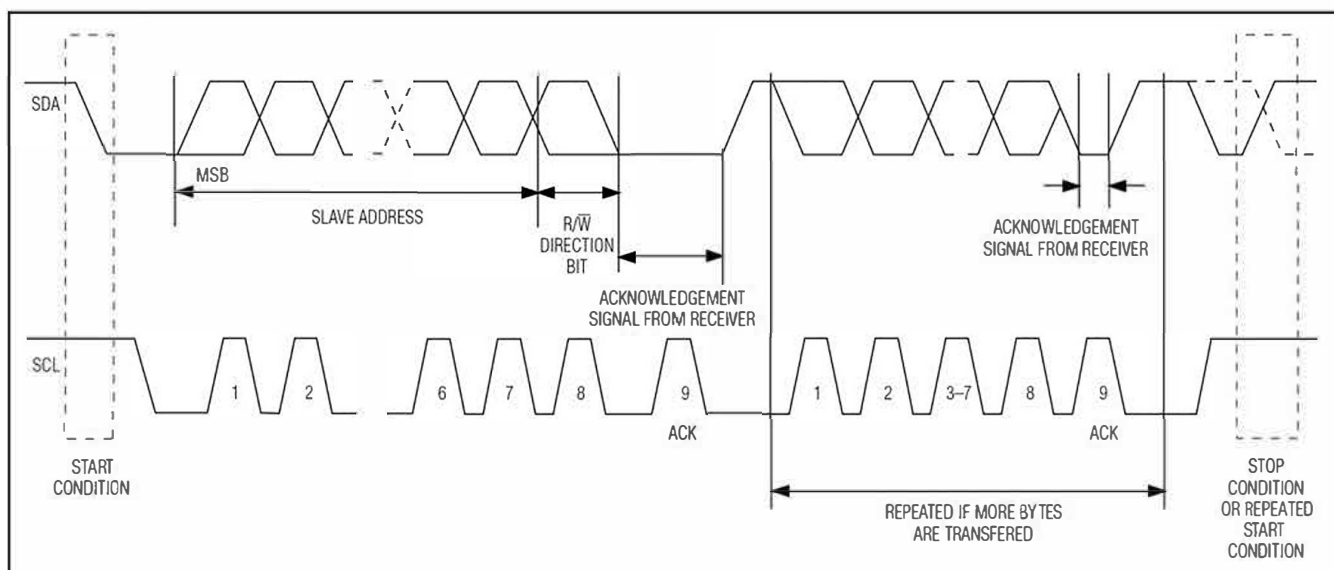 SDA
MSB
SLAVE ADDRESS
R/W̅
DIRECTION
BIT
ACKNOWLEDGEMENT
SIGNAL FROM RECEIVER
ACKNOWLEDGEMENT
SIGNAL FROM RECEIVER
SCL
1
2
6
7
8
9
1
2
3–7
8
9
ACK
ACK
START
CONDITION
REPEATED IF MORE BYTES
ARE TRANSFERED
STOP
CONDITION
OR REPEATED
START
CONDITION